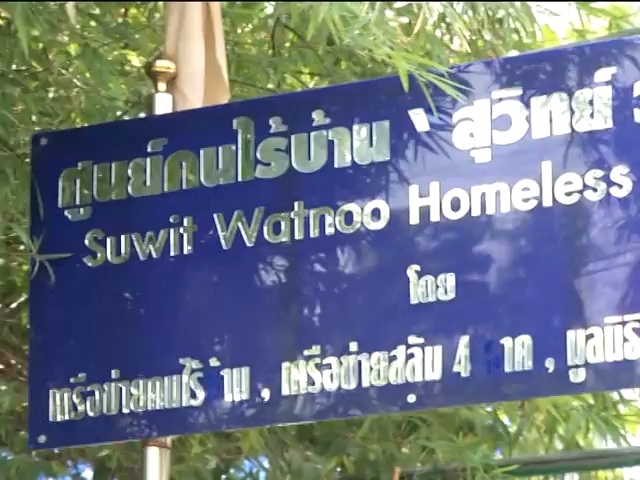 ศูนย์คนไร้บ้าน ‘ สุวิทย์
Suwit Watnoo Homeless
โดย
เครือข่ายคนไร้ าน , เครือข่ายสลัม 4 าค , มูลนิธิ